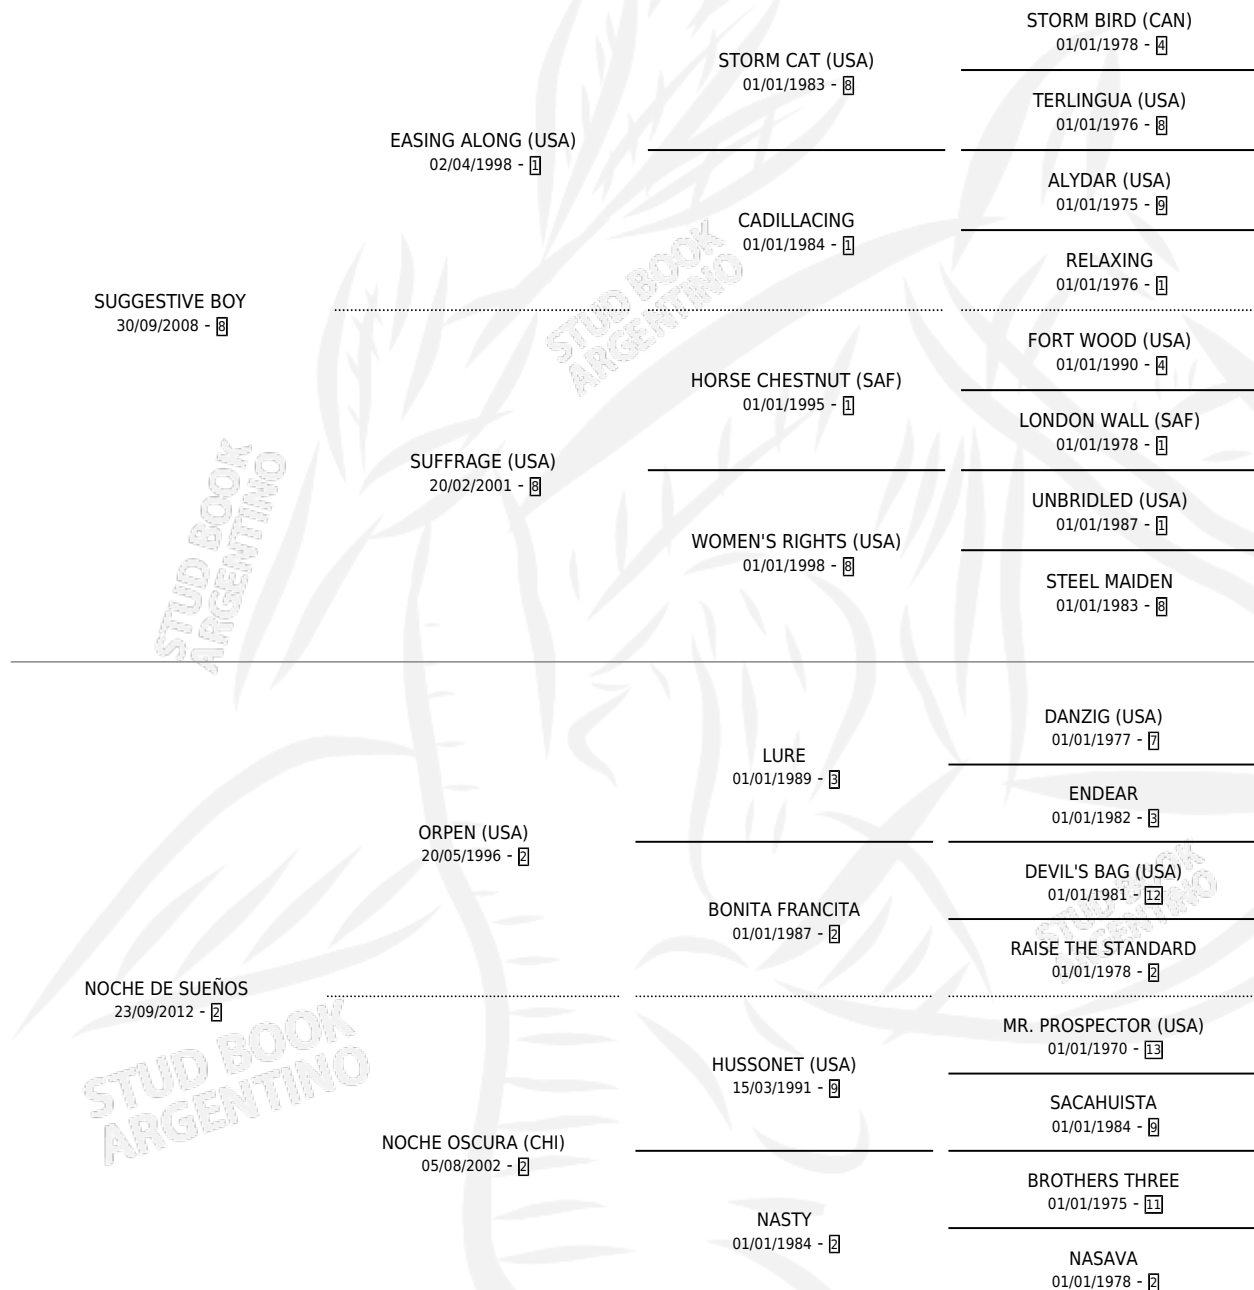 STORM BIRD (CAN)
01/01/1978 - 4
STORM CAT (USA)
01/01/1983 - 8
TERLINGUA (USA)
01/01/1976 - 8
EASING ALONG (USA)
02/04/1998 - 1
ALYDAR (USA)
01/01/1975 - 9
CADILLACING
01/01/1984 - 1
RELAXING
01/01/1976 - 1
SUGGESTIVE BOY
30/09/2008 - 8
STUD BOOK
ARGENTINO
FORT WOOD (USA)
01/01/1990 - 4
HORSE CHESTNUT (SAF)
01/01/1995 - 1
LONDON WALL (SAF)
01/01/1978 - 1
SUFFRAGE (USA)
20/02/2001 - 8
UNBRIDLED (USA)
01/01/1987 - 1
WOMEN'S RIGHTS (USA)
01/01/1998 - 8
STEEL MAIDEN
01/01/1983 - 8
STUD BOOK
ARGENTINO
DANZIG (USA)
01/01/1977 - 7
LURE
01/01/1989 - 3
ENDEAR
01/01/1982 - 3
ORPEN (USA)
20/05/1996 - 2
DEVIL'S BAG (USA)
01/01/1981 - 12
BONITA FRANCITA
01/01/1987 - 2
STUD BOOK
ARGENTINO
RAISE THE STANDARD
01/01/1978 - 2
NOCHE DE SUEÑOS
23/09/2012 - 2
STUD BOOK
ARGENTINO
MR. PROSPECTOR (USA)
01/01/1970 - 13
HUSSONET (USA)
15/03/1991 - 9
SACAHUISTA
01/01/1984 - 9
NOCHE OSCURA (CHI)
05/08/2002 - 2
BROTHERS THREE
01/01/1975 - 11
NASTY
01/01/1984 - 2
NASAVA
01/01/1978 - 2